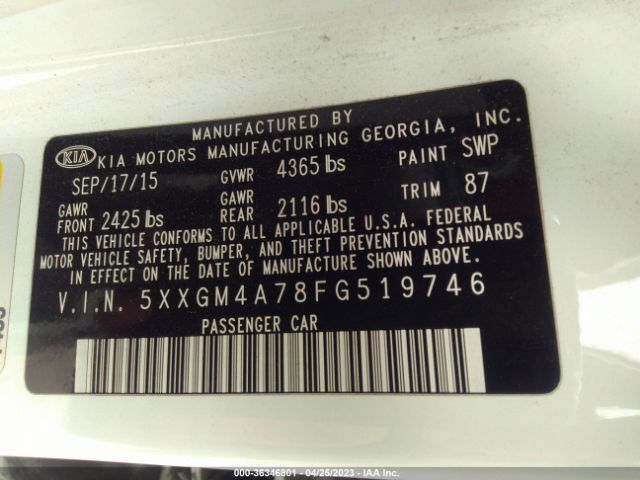 MANUFACTURED BY
KIA KIA MOTORS MANUFACTURING GEORGIA, INC.
SEP/17/15 GVWR 4365 lbs PAINT SWP
GAWR FRONT 2425 lbs GAWR REAR 2116 lbs TRIM 87
THIS VEHICLE CONFORMS TO ALL APPLICABLE U.S.A. FEDERAL
MOTOR VEHICLE SAFETY, BUMPER, AND THEFT PREVENTION STANDARDS
IN EFFECT ON THE DATE OF MANUFACTURE SHOWN ABOVE.
V.I.N. 5XXGM4A78FG519746
PASSENGER CAR
000-36346801 - 04/25/2023 - IAA Inc.